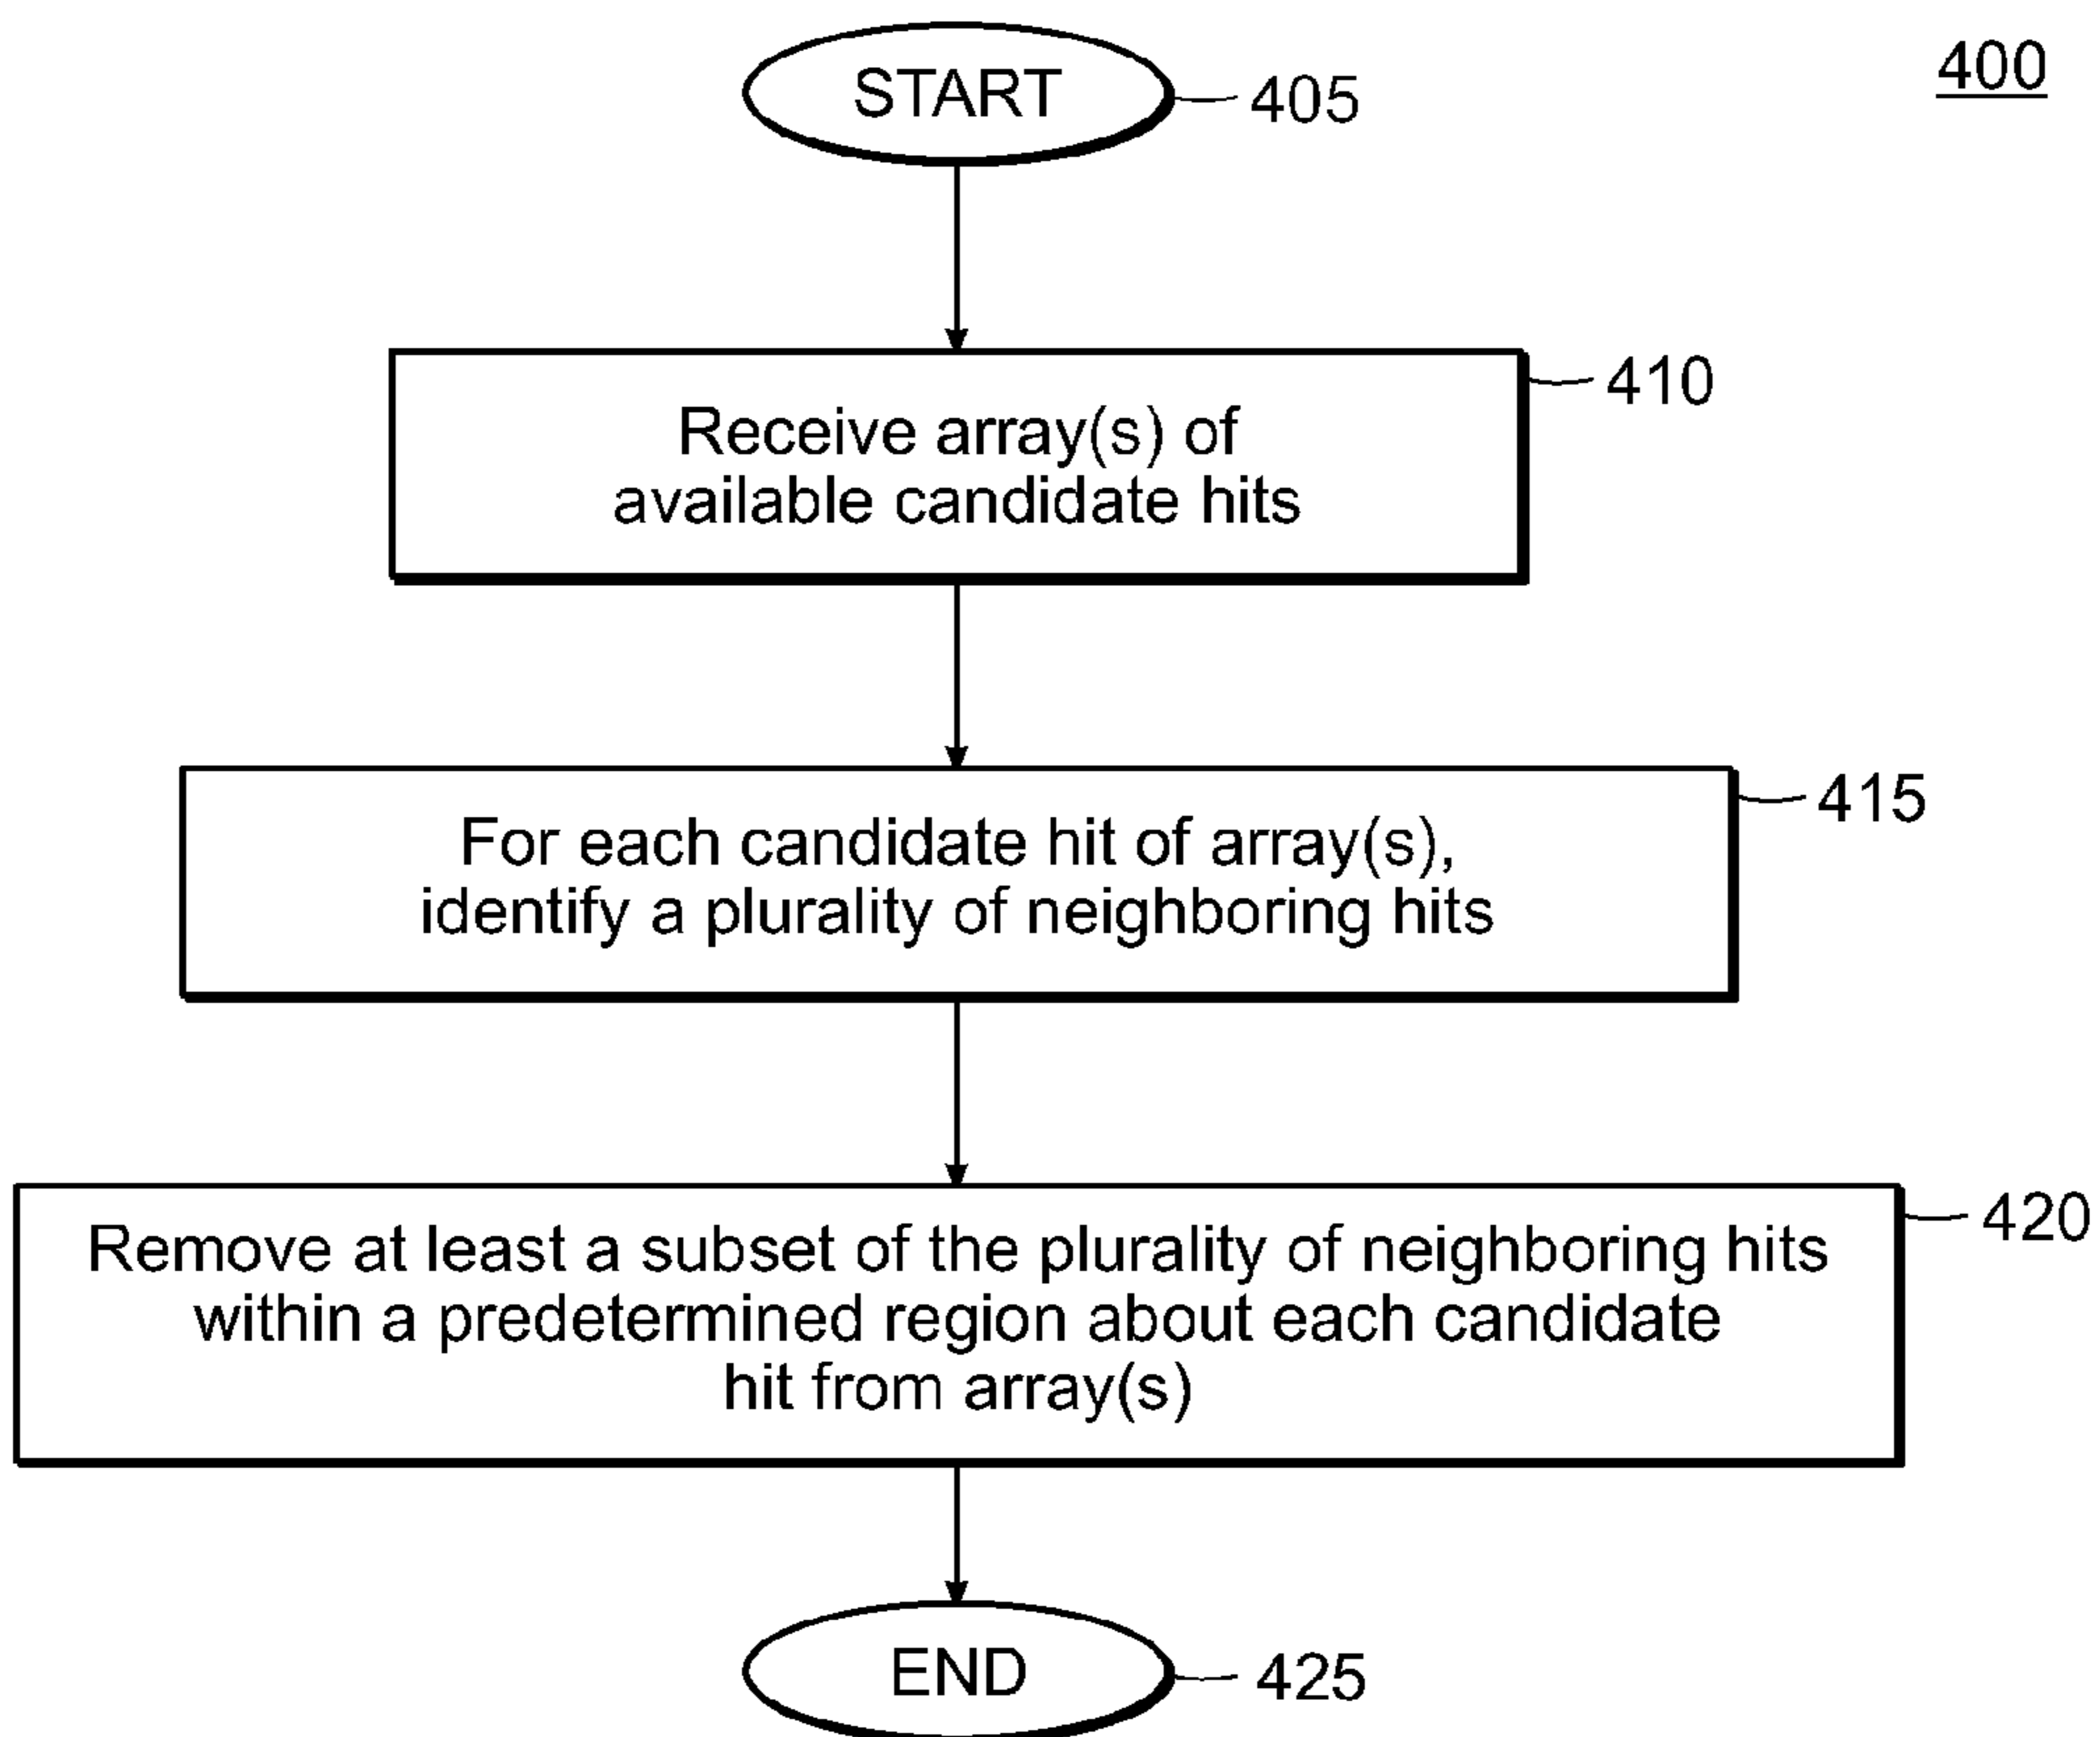 400
START
405
410
Receive array(s) of
available candidate hits
415
For each candidate hit of array(s),
identify a plurality of neighboring hits
420
Remove at least a subset of the plurality of neighboring hits
within a predetermined region about each candidate
hit from array(s)
END
425